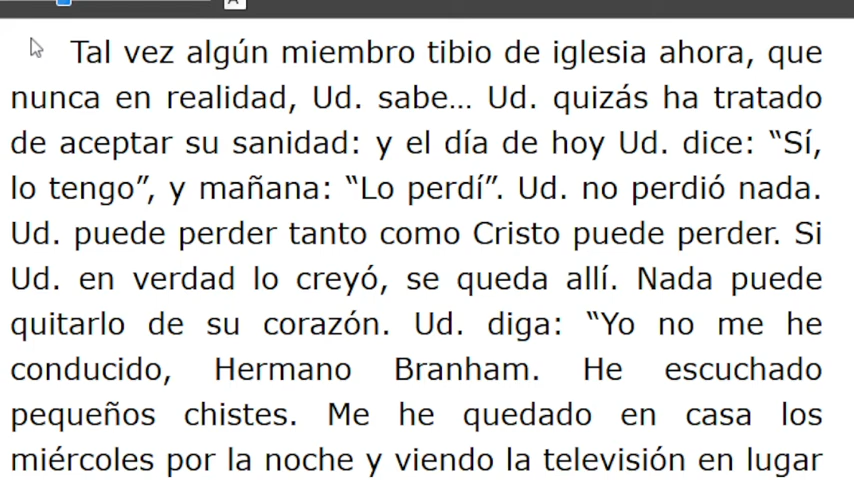 Tal vez algún miembro tibio de iglesia ahora, que
nunca en realidad, Ud. sabe... Ud. quizás ha tratado
de aceptar su sanidad: y el día de hoy Ud. dice: “Sí,
lo tengo”, y mañana: “Lo perdí”. Ud. no perdió nada.
Ud. puede perder tanto como Cristo puede perder. Si
Ud. en verdad lo creyó, se queda allí. Nada puede
quitarlo de su corazón. Ud. diga: “Yo no me he
conducido, Hermano Branham. He escuchado
pequeños chistes. Me he quedado en casa los
miércoles por la noche y viendo la televisión en lugar